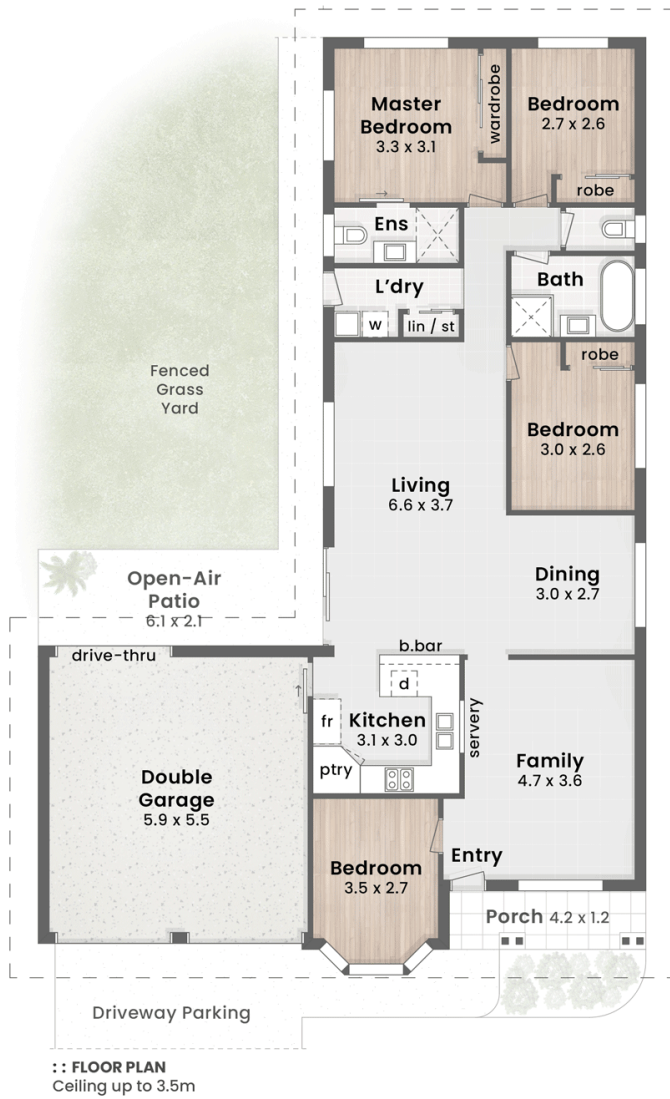 Master
Bedroom
3.3 x 3.1
wardrobe
Bedroom
2.7 x 2.6
robe
Ens
L'dry
w
lin / st
Bath
robe
Bedroom
3.0 x 2.6
Fenced
Grass
Yard
Living
6.6 x 3.7
Dining
3.0 x 2.7
Open-Air
Patio
6.1 x 2.1
drive-thru
b.bar
d
fr
Kitchen
3.1 x 3.0
servery
ptry
Double
Garage
5.9 x 5.5
Family
4.7 x 3.6
Bedroom
3.5 x 2.7
Entry
Porch 4.2 x 1.2
Driveway Parking
:: FLOOR PLAN
Ceiling up to 3.5m